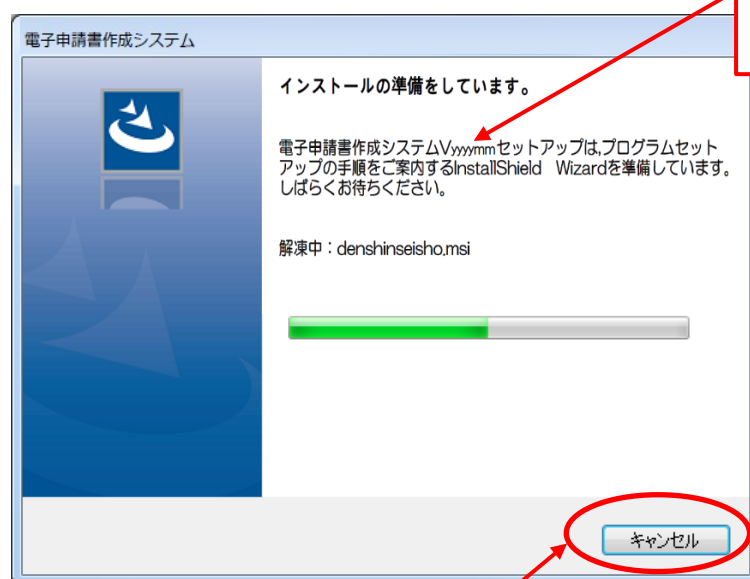 電子申請書作成システム
インストールの準備をしています。
電子申請書作成システムVyyyymmセットアップは,プログラムセット
アップの手順をご案内するInstallShield Wizardを準備しています。
しばらくお待ちください。
解凍中：denshinseisho.msi
キャンセル